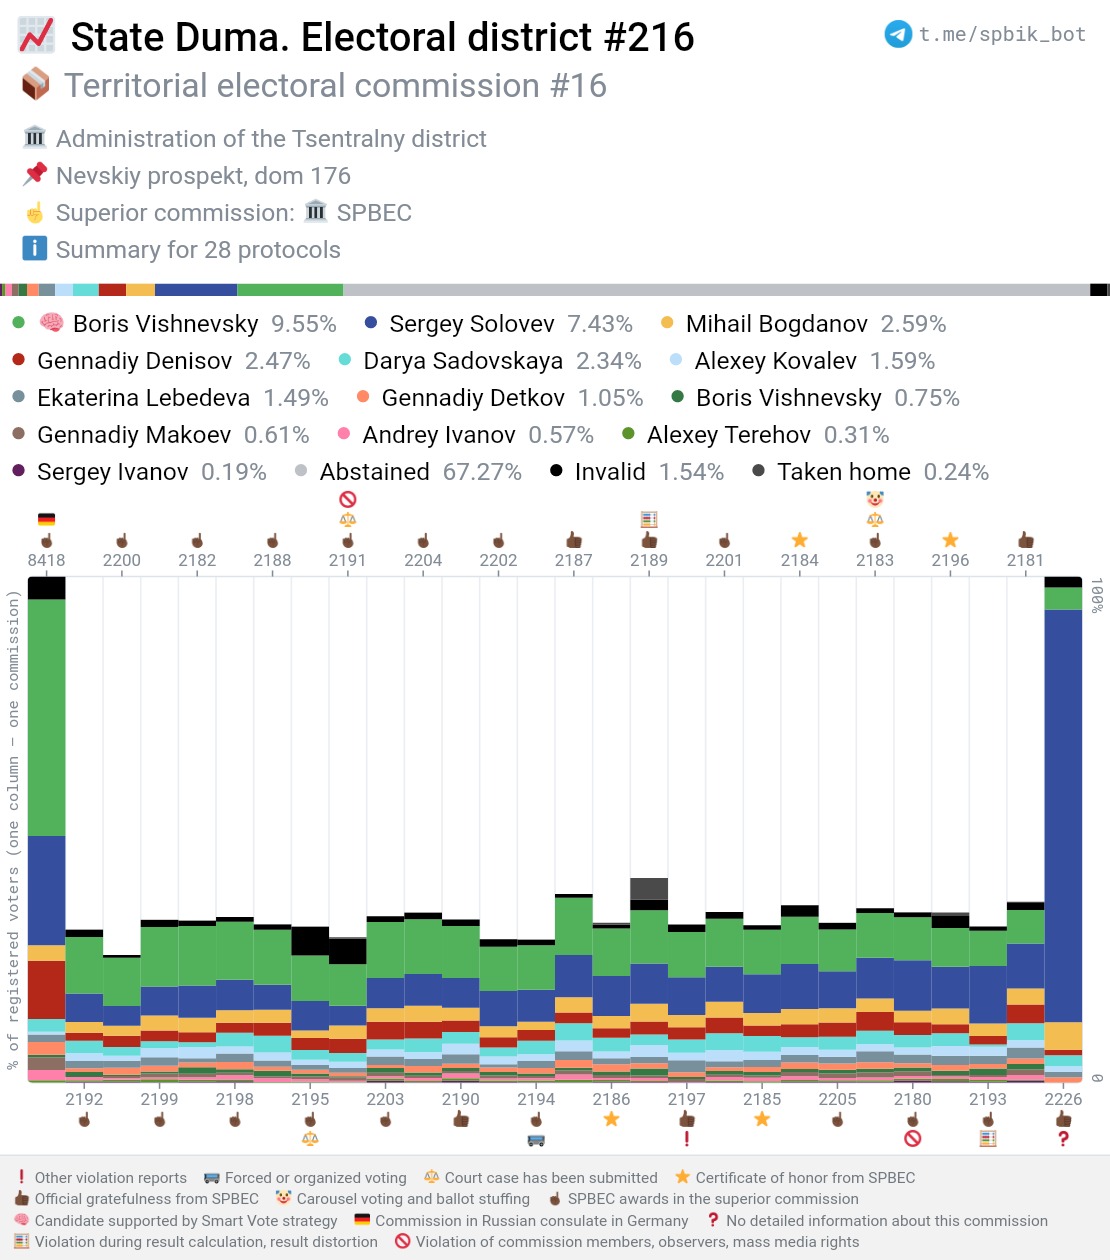 State Duma. Electoral district #216
t.me/spbik_bot
Territorial electoral commission #16
Administration of the Tsentralny district
Nevskiy prospekt, dom 176
Superior commission: SPBEC
Summary for 28 protocols
Boris Vishnevsky 9.55% Sergey Solovev 7.43% Mihail Bogdanov 2.59%
Gennadiy Denisov 2.47% Darya Sadovskaya 2.34% Alexey Kovalev 1.59%
Ekaterina Lebedeva 1.49% Gennadiy Detkov 1.05% Boris Vishnevsky 0.75%
Gennadiy Makoev 0.61% Andrey Ivanov 0.57% Alexey Terehov 0.31%
Sergey Ivanov 0.19% Abstained 67.27% Invalid 1.54% Taken home 0.24%
8418 2200 2182 2188 2191 2204 2202 2187 2189 2201 2184 2183 2196 2181
% of registered voters (one column – one commission)
100%
0
2192 2199 2198 2195 2203 2190 2194 2186 2197 2185 2205 2180 2193 2226
Other violation reports Forced or organized voting Court case has been submitted Certificate of honor from SPBEC
Official gratefulness from SPBEC Carousel voting and ballot stuffing SPBEC awards in the superior commission
Candidate supported by Smart Vote strategy Commission in Russian consulate in Germany No detailed information about this commission
Violation during result calculation, result distortion Violation of commission members, observers, mass media rights